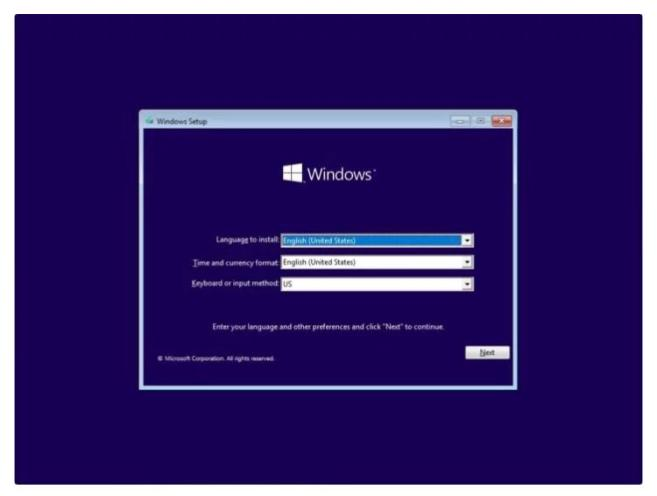 Windows Setup
Windows
Language to install: English (United States)
Time and currency format: English (United States)
Keyboard or input method: US
Enter your language and other preferences and click "Next" to continue.
© Microsoft Corporation. All rights reserved.
Next